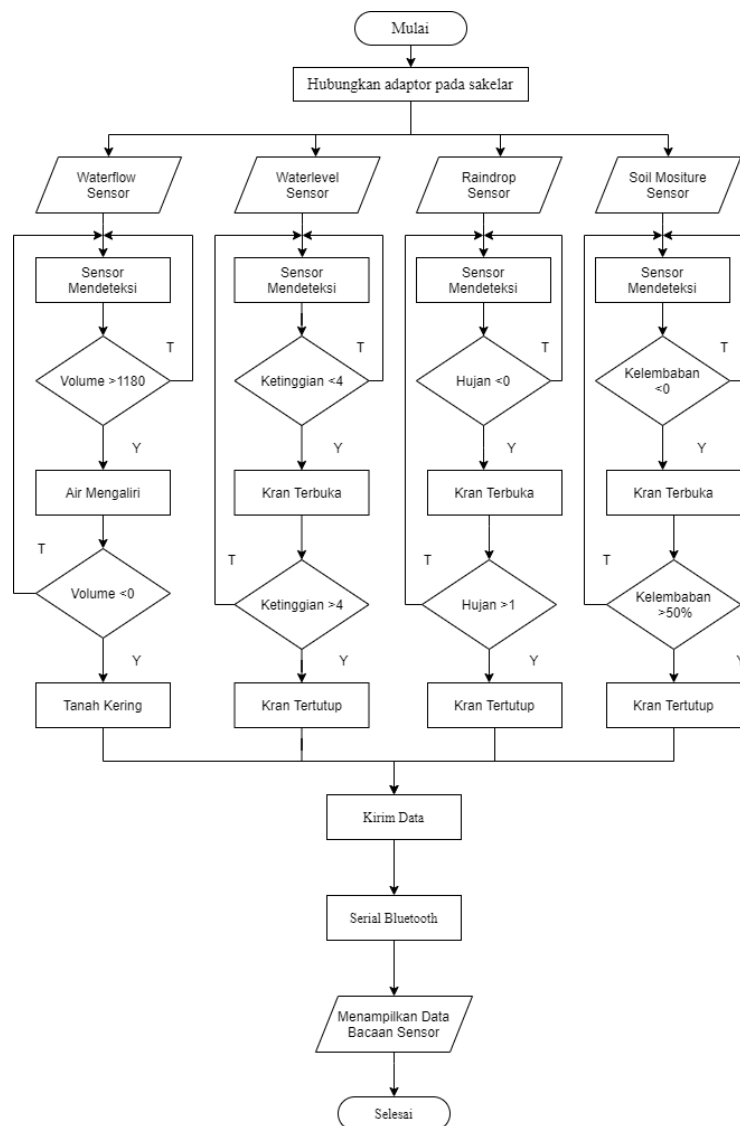 Mulai
Hubungkan adaptor pada sakelar
Waterflow
Sensor
Waterlevel
Sensor
Raindrop
Sensor
Soil Mositure
Sensor
Sensor
Mendeteksi
Sensor
Mendeteksi
Sensor
Mendeteksi
Sensor
Mendeteksi
T
T
T
T
Volume >1180
Ketinggian <4
Hujan <0
Kelembaban
<0
Y
Y
Y
Y
Air Mengaliri
Kran Terbuka
Kran Terbuka
Kran Terbuka
T
T
T
T
Volume <0
Ketinggian >4
Hujan >1
Kelembaban
>50%
Y
Y
Y
Y
Tanah Kering
Kran Tertutup
Kran Tertutup
Kran Tertutup
Kirim Data
Serial Bluetooth
Menampilkan Data
Bacaan Sensor
Selesai